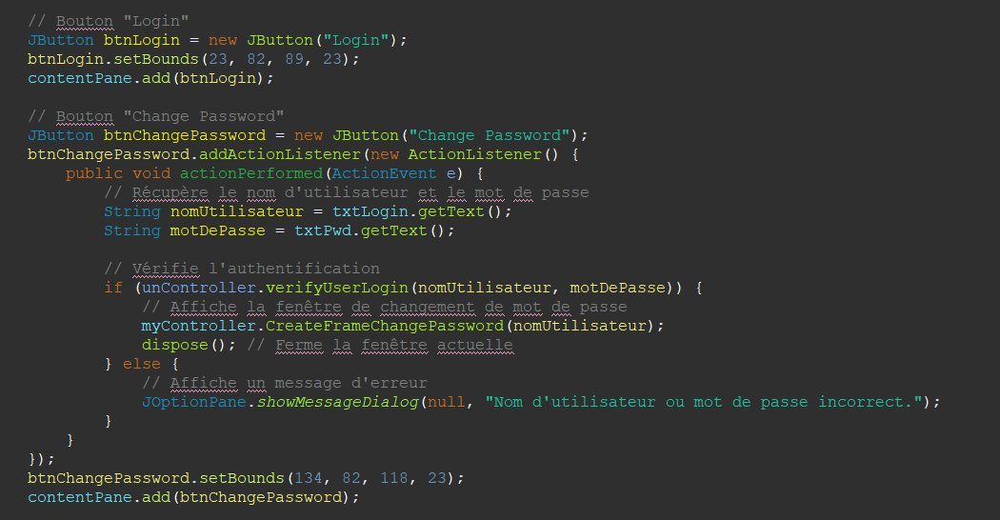 // Bouton "Login"
JButton btnLogin = new JButton("Login");
btnLogin.setBounds(23, 82, 89, 23);
contentPane.add(btnLogin);
// Bouton "Change Password"
JButton btnChangePassword = new JButton("Change Password");
btnChangePassword.addActionListener(new ActionListener() {
public void actionPerformed(ActionEvent e) {
// Récupère le nom d'utilisateur et le mot de passe
String nomUtilisateur = txtLogin.getText();
String motDePasse = txtPwd.getText();
// Vérifie l'authentification
if (unController.verifyUserLogin(nomUtilisateur, motDePasse)) {
// Affiche la fenêtre de changement de mot de passe
myController.CreateFrameChangePassword(nomUtilisateur);
dispose(); // Ferme la fenêtre actuelle
} else {
// Affiche un message d'erreur
JOptionPane.showMessageDialog(null, "Nom d'utilisateur ou mot de passe incorrect.");
}
}
});
btnChangePassword.setBounds(134, 82, 118, 23);
contentPane.add(btnChangePassword);